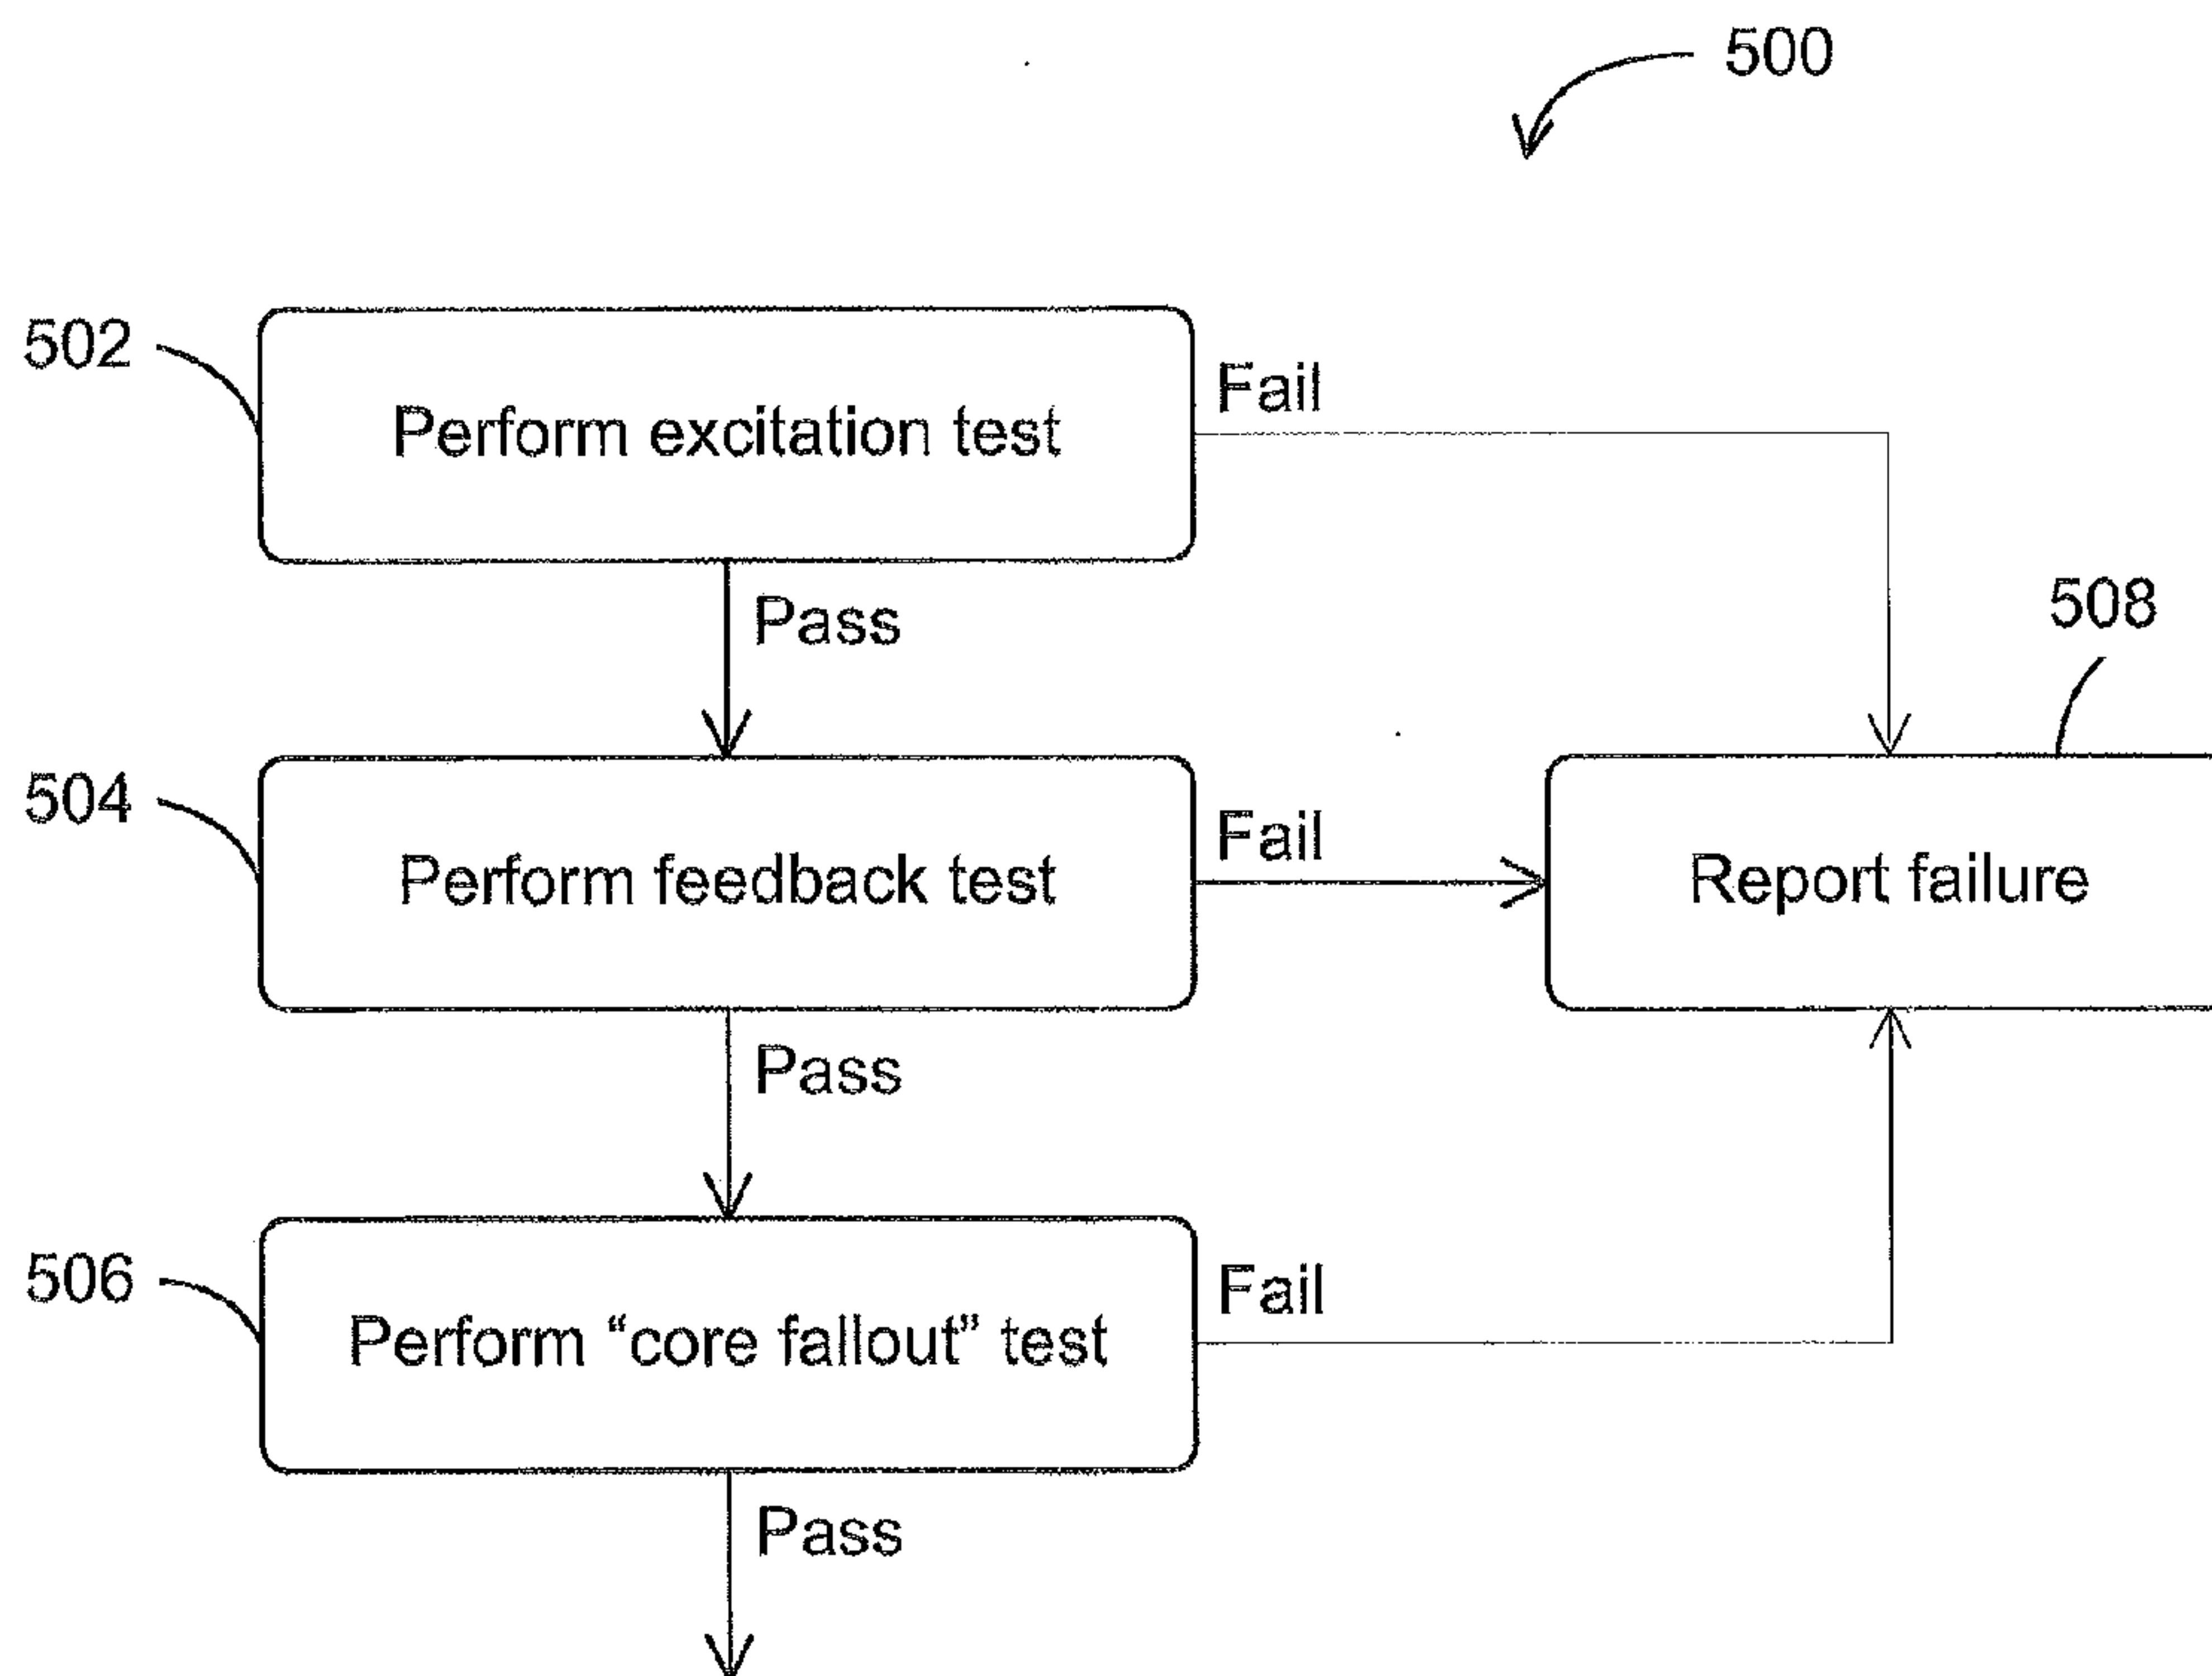 500
502
Perform excitation test
Fail
Pass
508
504
Perform feedback test
Fail
Report failure
Pass
506
Perform “core fallout” test
Fail
Pass